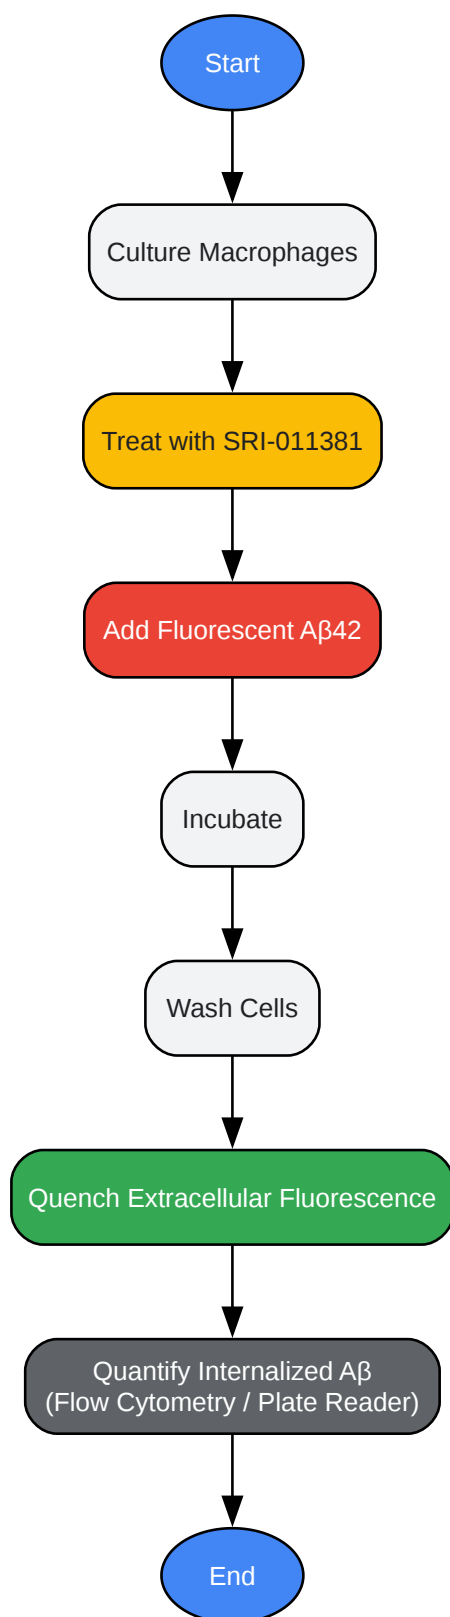 Start
Culture Macrophages
Treat with SRI-011381
Add Fluorescent Aβ42
Incubate
Wash Cells
Quench Extracellular Fluorescence
Quantify Internalized Aβ
(Flow Cytometry / Plate Reader)
End